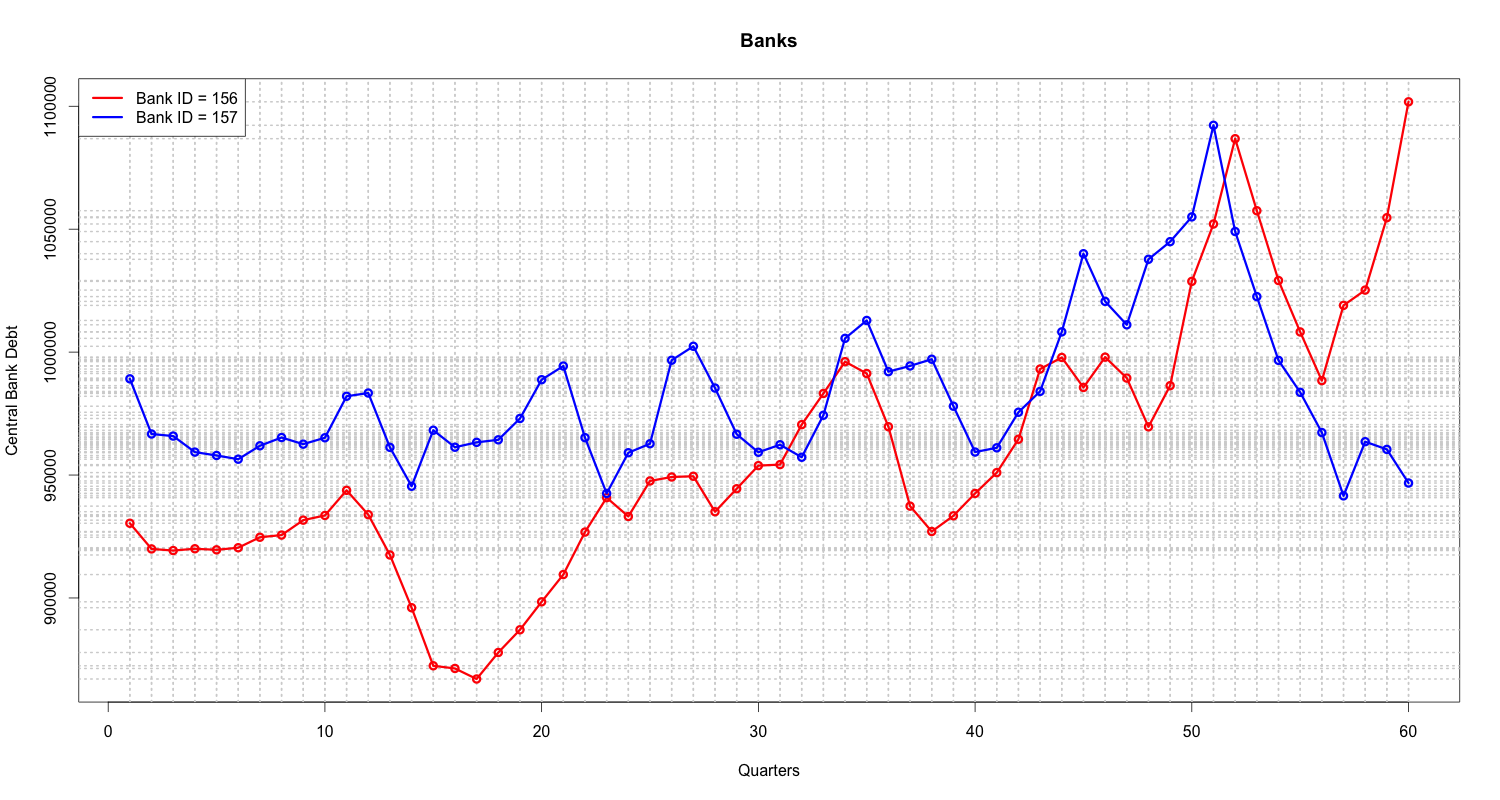 Banks
Bank ID = 156
Bank ID = 157
Central Bank Debt
1100000
1050000
1000000
950000
900000
0 10 20 30 40 50 60
Quarters